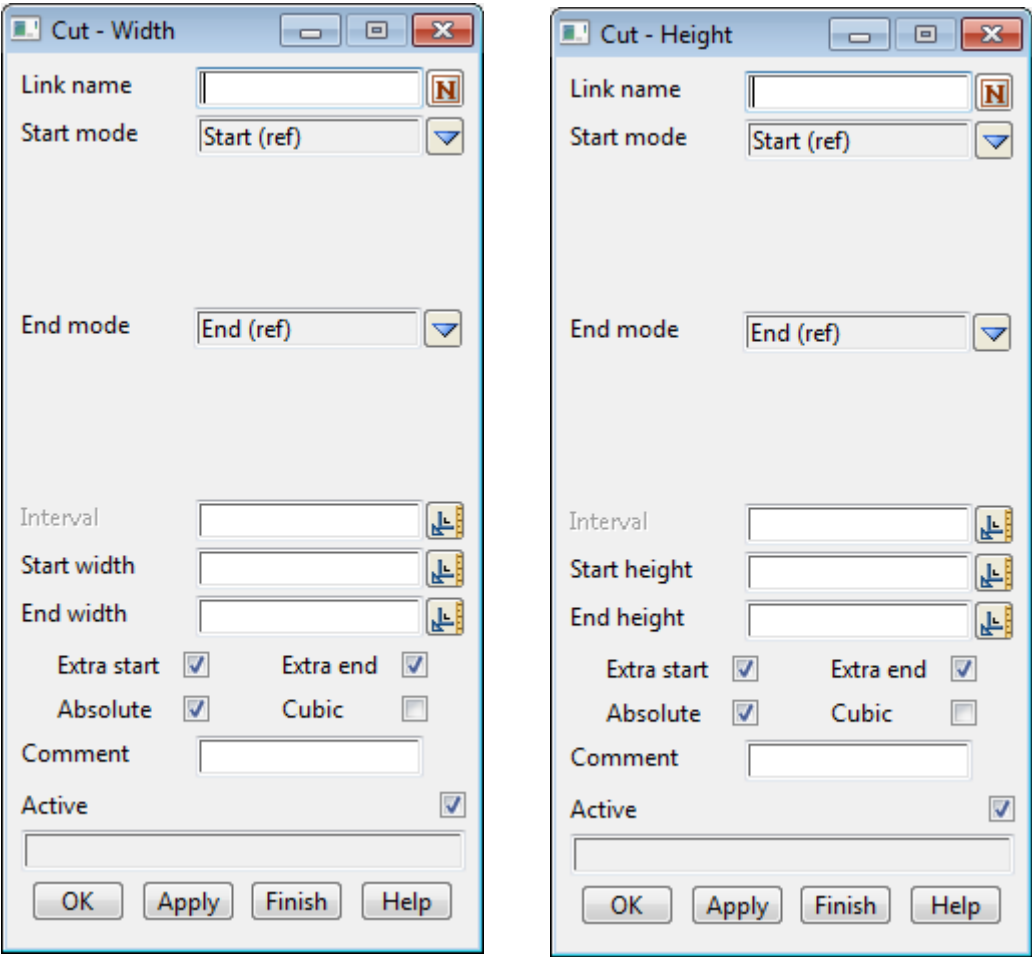 Cut - Width
Link name
N
Start mode
Start (ref)
End mode
End (ref)
Interval
Start width
End width
Extra start
Extra end
Absolute
Cubic
Comment
Active
OK
Apply
Finish
Help
Cut - Height
Link name
N
Start mode
Start (ref)
End mode
End (ref)
Interval
Start height
End height
Extra start
Extra end
Absolute
Cubic
Comment
Active
OK
Apply
Finish
Help